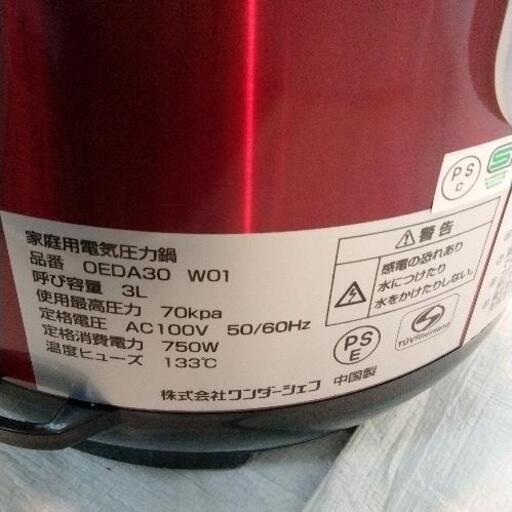 家庭用電気圧力鍋
品番 OEDA30 W01
呼び容量 3L
使用最高圧力 70kpa
定格電圧 AC100V 50/60Hz
定格消費電力 750W
温度ヒューズ 133℃
株式会社ワンダーシェフ 中国製
警告
感電の恐れあり
水につけたり
水をかけたりしない。
PS
E
TÜVRheinland
PS
C
S